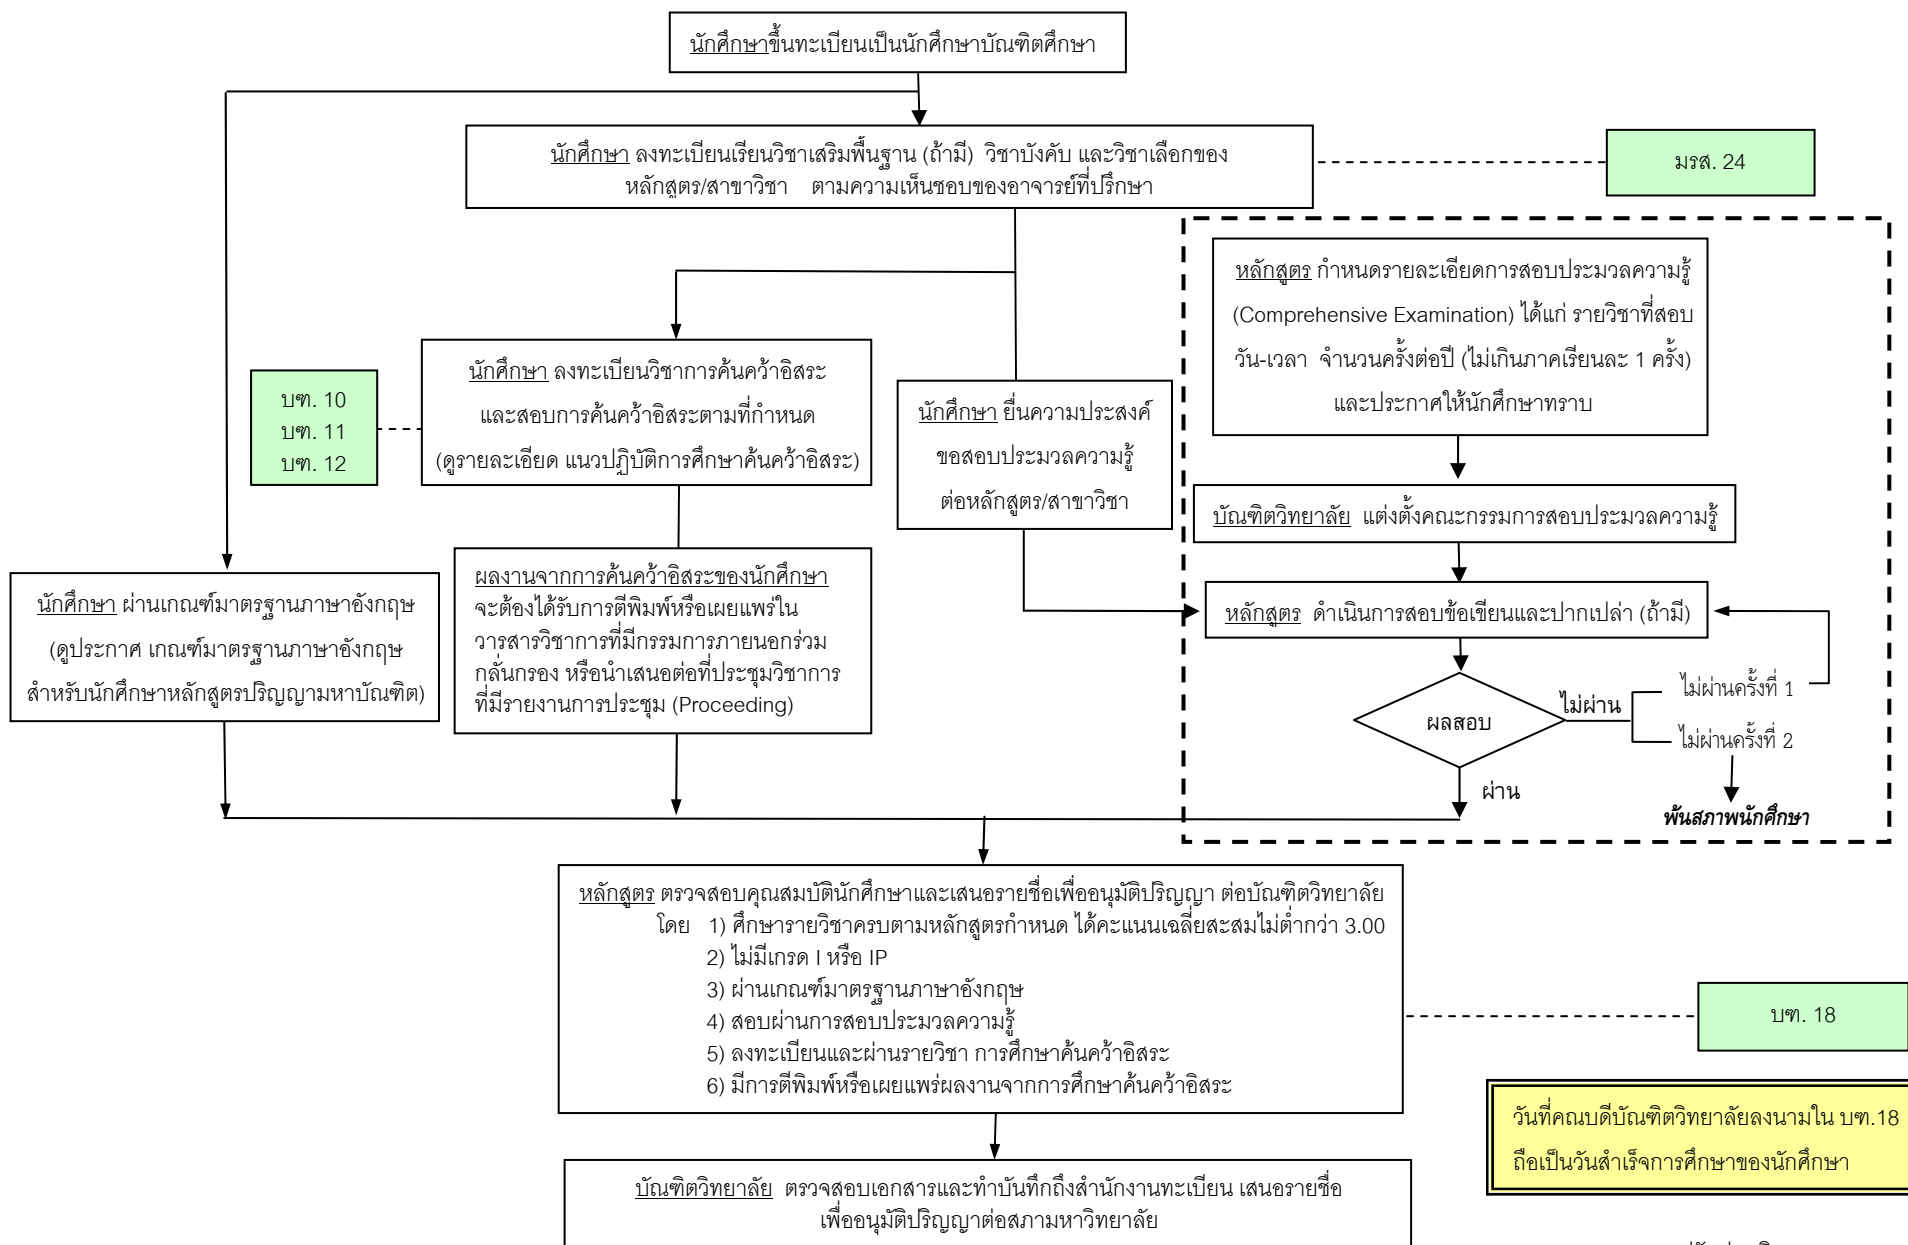 นักศึกษาขึ้นทะเบียนเป็นนักศึกษาบัณฑิตศึกษา
นักศึกษา ลงทะเบียนเรียนวิชาเสริมพื้นฐาน (ถ้ามี) วิชาบังคับ และวิชาเลือกของ
หลักสูตร/สาขาวิชา ตามความเห็นชอบของอาจารย์ที่ปรึกษา
มรส. 24
หลักสูตร กำหนดรายละเอียดการสอบประมวลความรู้
(Comprehensive Examination) ได้แก่ รายวิชาที่สอบ
วัน-เวลา จำนวนครั้งต่อปี (ไม่เกินภาคเรียนละ 1 ครั้ง)
และประกาศให้นักศึกษาทราบ
บฑ. 10
บฑ. 11
บฑ. 12
นักศึกษา ลงทะเบียนวิชาการค้นคว้าอิสระ
และสอบการค้นคว้าอิสระตามที่กำหนด
(ดูรายละเอียด แนวปฏิบัติการศึกษาค้นคว้าอิสระ)
นักศึกษา ยื่นความประสงค์
ขอสอบประมวลความรู้
ต่อหลักสูตร/สาขาวิชา
บัณฑิตวิทยาลัย แต่งตั้งคณะกรรมการสอบประมวลความรู้
นักศึกษา ผ่านเกณฑ์มาตรฐานภาษาอังกฤษ
(ดูประกาศ เกณฑ์มาตรฐานภาษาอังกฤษ
สำหรับนักศึกษาหลักสูตรปริญญามหาบัณฑิต)
ผลงานจากการค้นคว้าอิสระของนักศึกษา
จะต้องได้รับการตีพิมพ์หรือเผยแพร่ใน
วารสารวิชาการที่มีกรรมการภายนอกร่วม
กลั่นกรอง หรือนำเสนอต่อที่ประชุมวิชาการ
ที่มีรายงานการประชุม (Proceeding)
หลักสูตร ดำเนินการสอบข้อเขียนและปากเปล่า (ถ้ามี)
ผลสอบ
ไม่ผ่าน
ไม่ผ่านครั้งที่ 1
ไม่ผ่านครั้งที่ 2
ผ่าน
พ้นสภาพนักศึกษา
หลักสูตร ตรวจสอบคุณสมบัตินักศึกษาและเสนอรายชื่อเพื่ออนุมัติปริญญา ต่อบัณฑิตวิทยาลัย
โดย 1) ศึกษารายวิชาครบตามหลักสูตรกำหนด ได้คะแนนเฉลี่ยสะสมไม่ต่ำกว่า 3.00
2) ไม่มีเกรด I หรือ IP
3) ผ่านเกณฑ์มาตรฐานภาษาอังกฤษ
4) สอบผ่านการสอบประมวลความรู้
5) ลงทะเบียนและผ่านรายวิชา การศึกษาค้นคว้าอิสระ
6) มีการตีพิมพ์หรือเผยแพร่ผลงานจากการศึกษาค้นคว้าอิสระ
บฑ. 18
วันที่คณบดีบัณฑิตวิทยาลัยลงนามใน บฑ.18
ถือเป็นวันสำเร็จการศึกษาของนักศึกษา
บัณฑิตวิทยาลัย ตรวจสอบเอกสารและทำบันทึกถึงสำนักงานทะเบียน เสนอรายชื่อ
เพื่ออนุมัติปริญญาต่อสภามหาวิทยาลัย